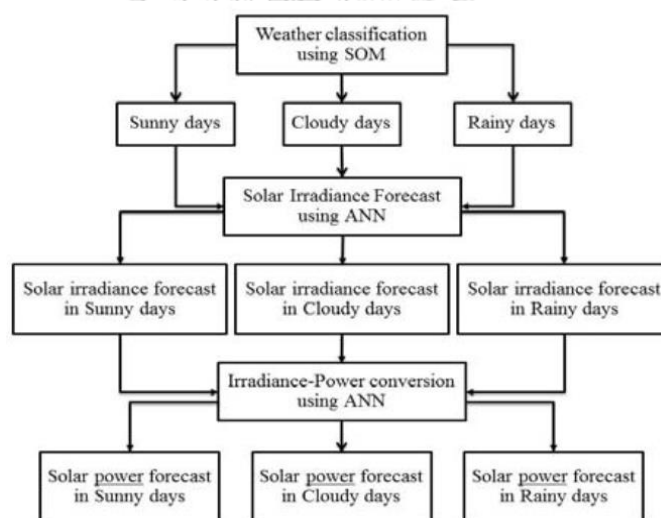 Weather classification
using SOM
Sunny days
Cloudy days
Rainy days
Solar Irradiance Forecast
using ANN
Solar irradiance forecast
in Sunny days
Solar irradiance forecast
in Cloudy days
Solar irradiance forecast
in Rainy days
Irradiance-Power conversion
using ANN
Solar power forecast
in Sunny days
Solar power forecast
in Cloudy days
Solar power forecast
in Rainy days